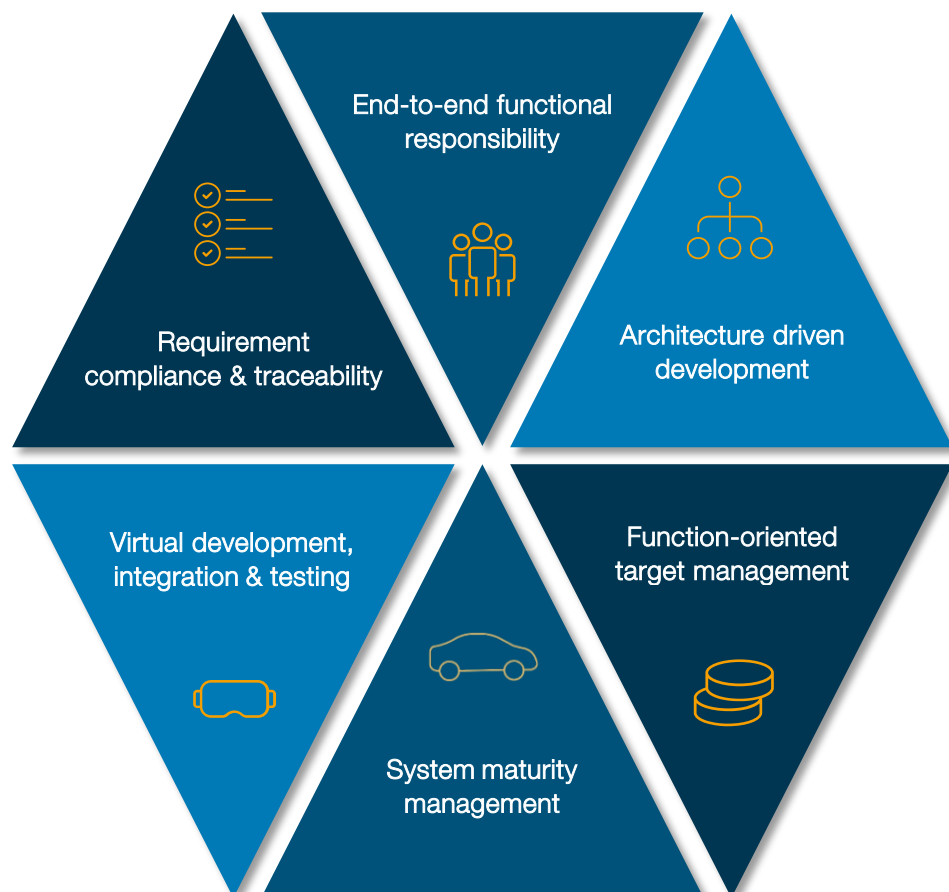 End-to-end functional
responsibility
Requirement
compliance & traceability
Architecture driven
development
Virtual development,
integration & testing
System maturity
management
Function-oriented
target management